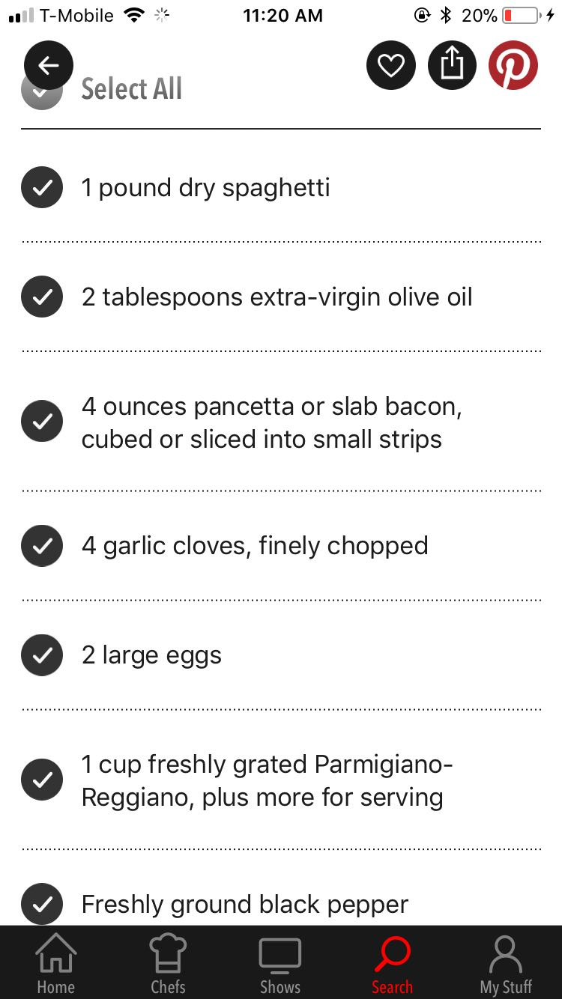 T-Mobile 11:20 AM 20%
Select All
1 pound dry spaghetti
2 tablespoons extra-virgin olive oil
4 ounces pancetta or slab bacon,
cubed or sliced into small strips
4 garlic cloves, finely chopped
2 large eggs
1 cup freshly grated Parmigiano-
Reggiano, plus more for serving
Freshly ground black pepper
Home Chefs Shows Search My Stuff